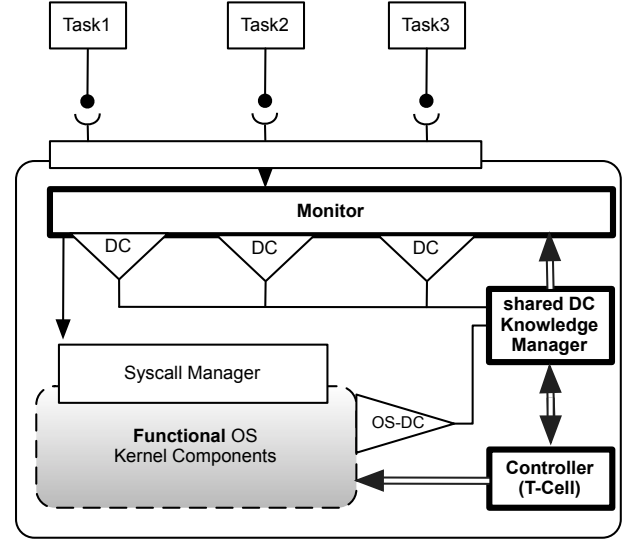 Task1
Task2
Task3
Monitor
DC
DC
DC
shared DC
Knowledge
Manager
Syscall Manager
OS-DC
Functional OS
Kernel Components
Controller
(T-Cell)